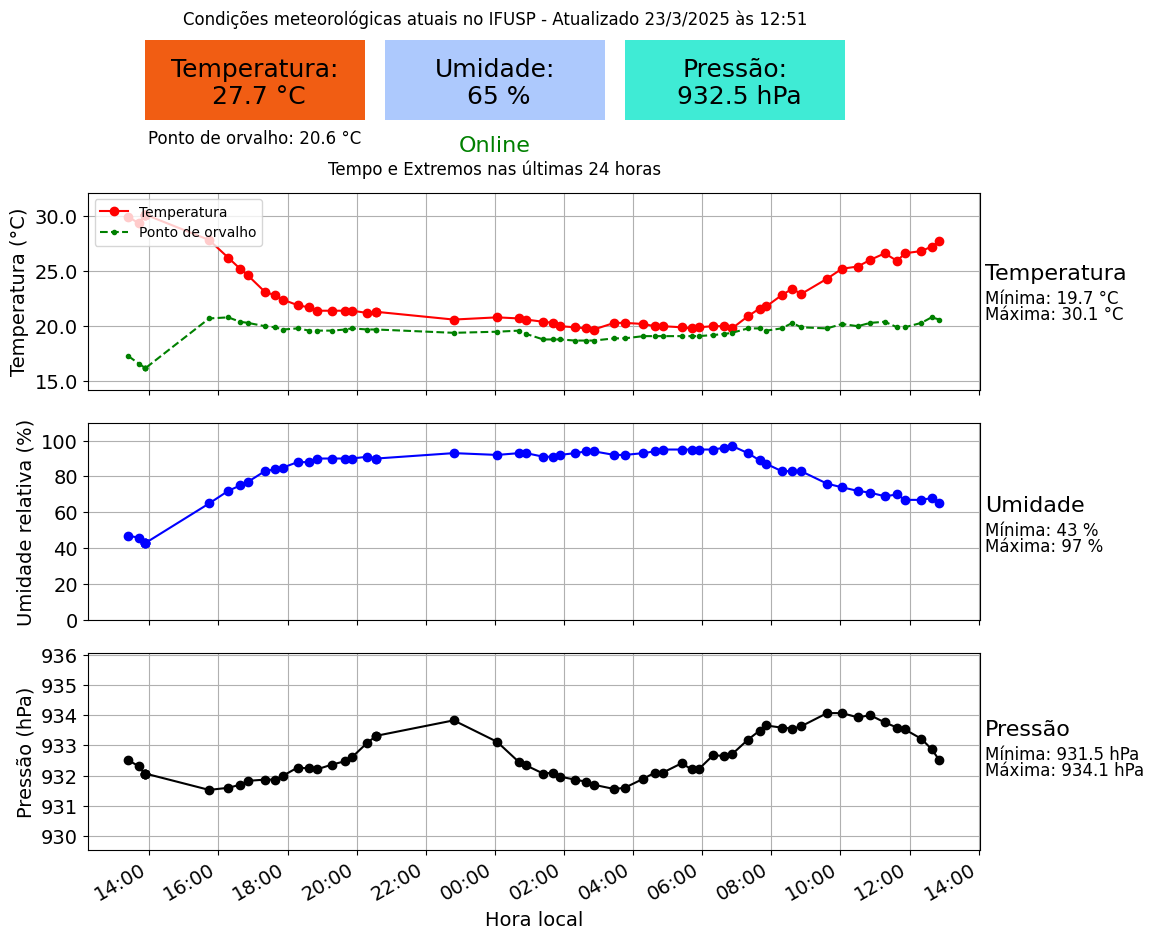 Condições meteorológicas atuais no IFUSP - Atualizado 23/3/2025 às 12:51
Temperatura:
27.7 °C
Umidade:
65 %
Pressão:
932.5 hPa
Ponto de orvalho: 20.6 °C
Online
Tempo e Extremos nas últimas 24 horas
Temperatura (°C)
30.0
25.0
20.0
15.0
Temperatura
Ponto de orvalho
Temperatura
Mínima: 19.7 °C
Máxima: 30.1 °C
Umidade relativa (%)
100
80
60
40
20
0
Umidade
Mínima: 43 %
Máxima: 97 %
Pressão (hPa)
936
935
934
933
932
931
930
Pressão
Mínima: 931.5 hPa
Máxima: 934.1 hPa
14:00 16:00 18:00 20:00 22:00 00:00 02:00 04:00 06:00 08:00 10:00 12:00 14:00
Hora local